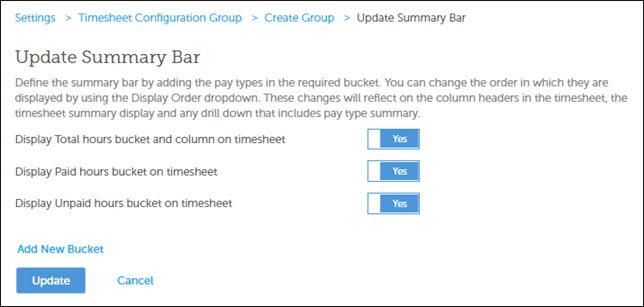 Settings > Timesheet Configuration Group > Create Group > Update Summary Bar
Update Summary Bar
Define the summary bar by adding the pay types in the required bucket. You can change the order in which they are
displayed by using the Display Order dropdown. These changes will reflect on the column headers in the timesheet, the
timesheet summary display and any drill down that includes pay type summary.
Display Total hours bucket and column on timesheet Yes
Display Paid hours bucket on timesheet Yes
Display Unpaid hours bucket on timesheet Yes
Add New Bucket
Update Cancel